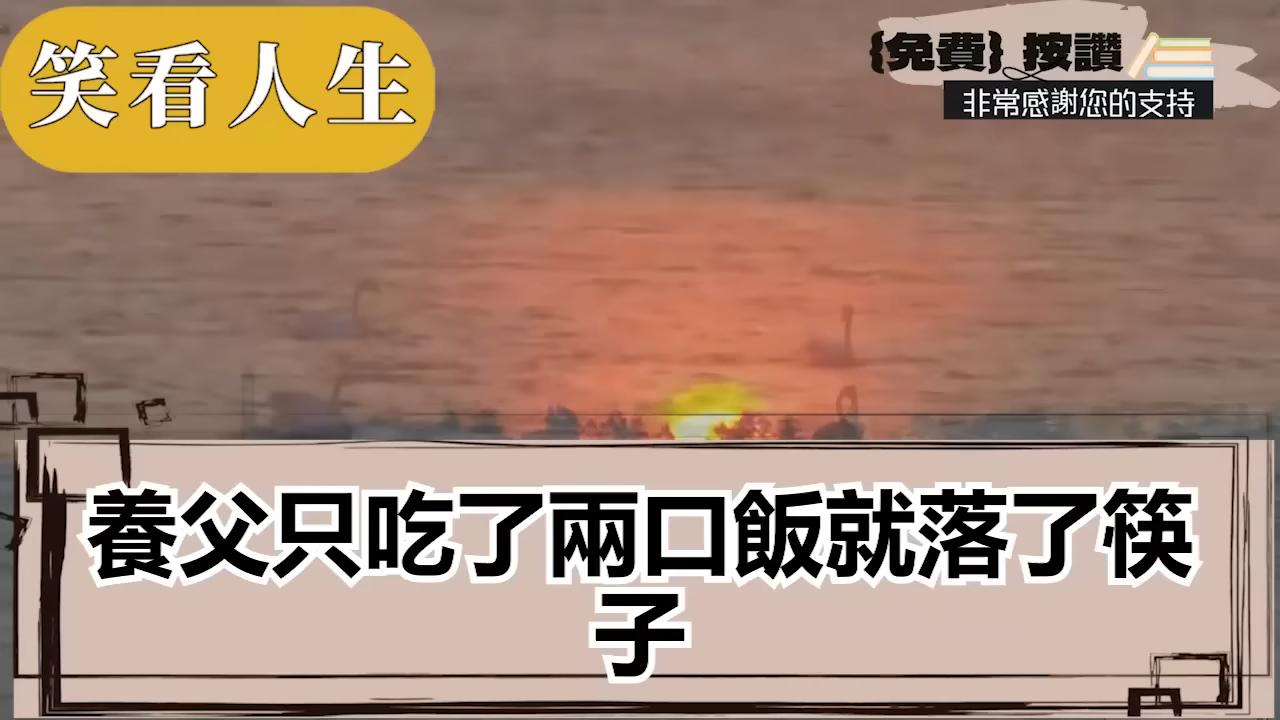 笑看人生
{免費} 按讚
非常感謝您的支持
養父只吃了兩口飯就落了筷
子